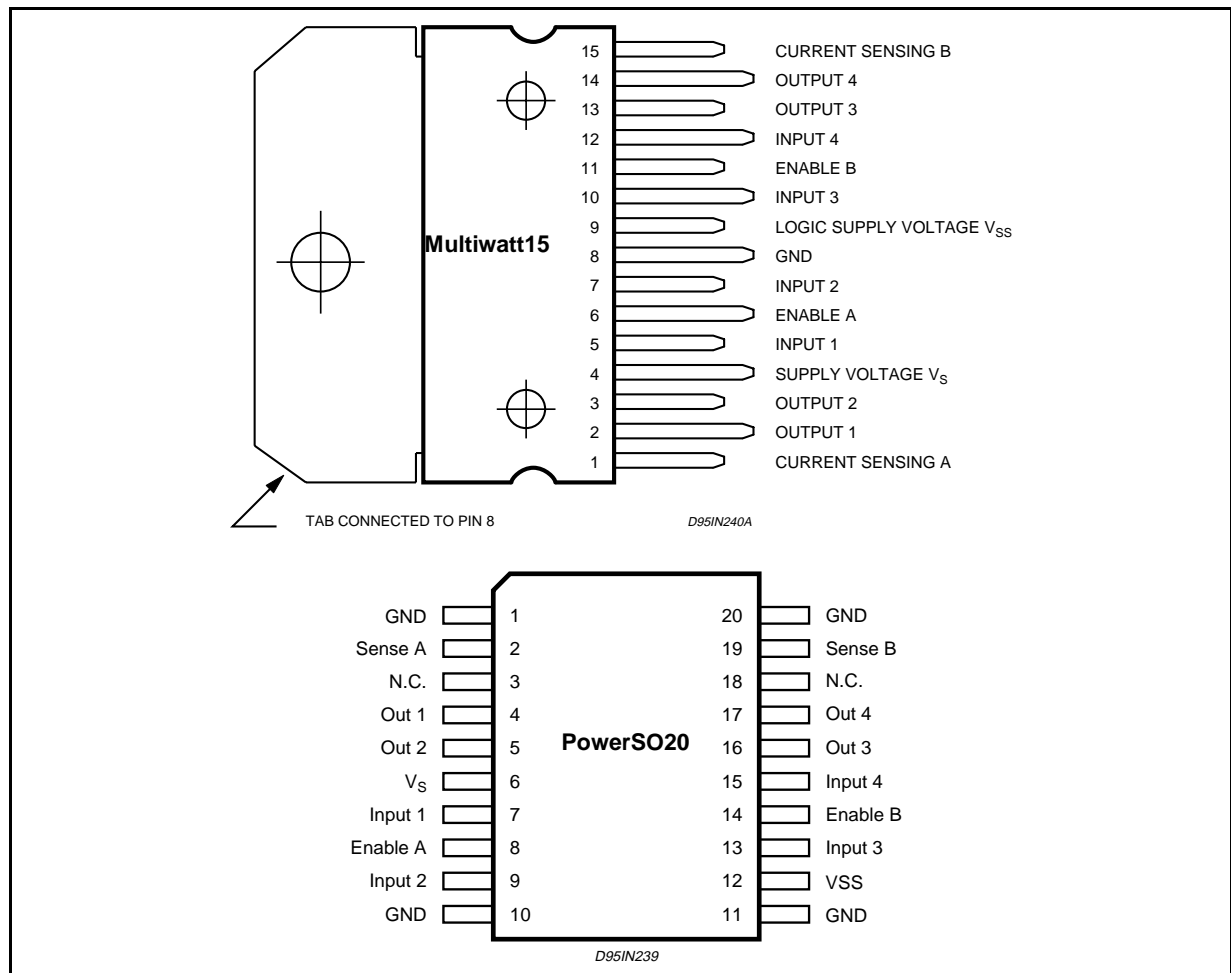 15 CURRENT SENSING B
14 OUTPUT 4
13 OUTPUT 3
12 INPUT 4
11 ENABLE B
10 INPUT 3
9 LOGIC SUPPLY VOLTAGE VSS
Multiwatt15
8 GND
7 INPUT 2
6 ENABLE A
5 INPUT 1
4 SUPPLY VOLTAGE VS
3 OUTPUT 2
2 OUTPUT 1
1 CURRENT SENSING A
TAB CONNECTED TO PIN 8
D95IN240A
GND 1 20 GND
Sense A 2 19 Sense B
N.C. 3 18 N.C.
Out 1 4 17 Out 4
PowerSO20
Out 2 5 16 Out 3
VS 6 15 Input 4
Input 1 7 14 Enable B
Enable A 8 13 Input 3
Input 2 9 12 VSS
GND 10 11 GND
D95IN239